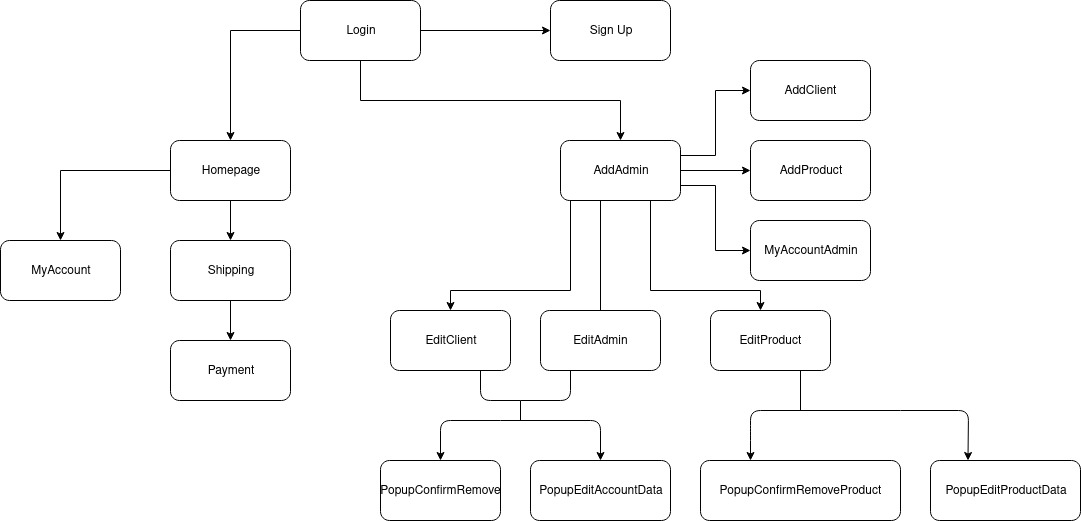 Login
Sign Up
AddClient
Homepage
AddAdmin
AddProduct
MyAccount
Shipping
MyAccountAdmin
Payment
EditClient
EditAdmin
EditProduct
PopupConfirmRemove
PopupEditAccountData
PopupConfirmRemoveProduct
PopupEditProductData